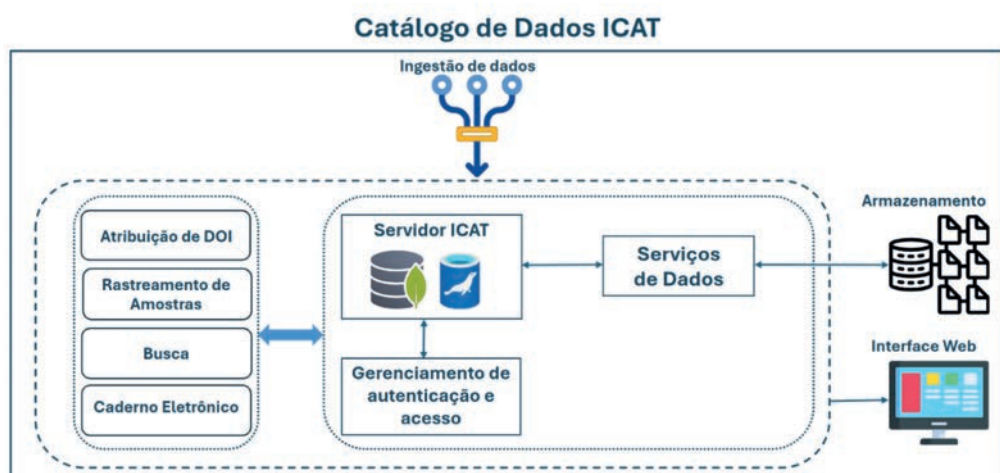 Catálogo de Dados ICAT
Ingestão de dados
Atribuição de DOI
Rastreamento de
Amostras
Busca
Caderno Eletrônico
Servidor ICAT
Gerenciamento de
autenticação e
acesso
Serviços
de Dados
Armazenamento
Interface Web